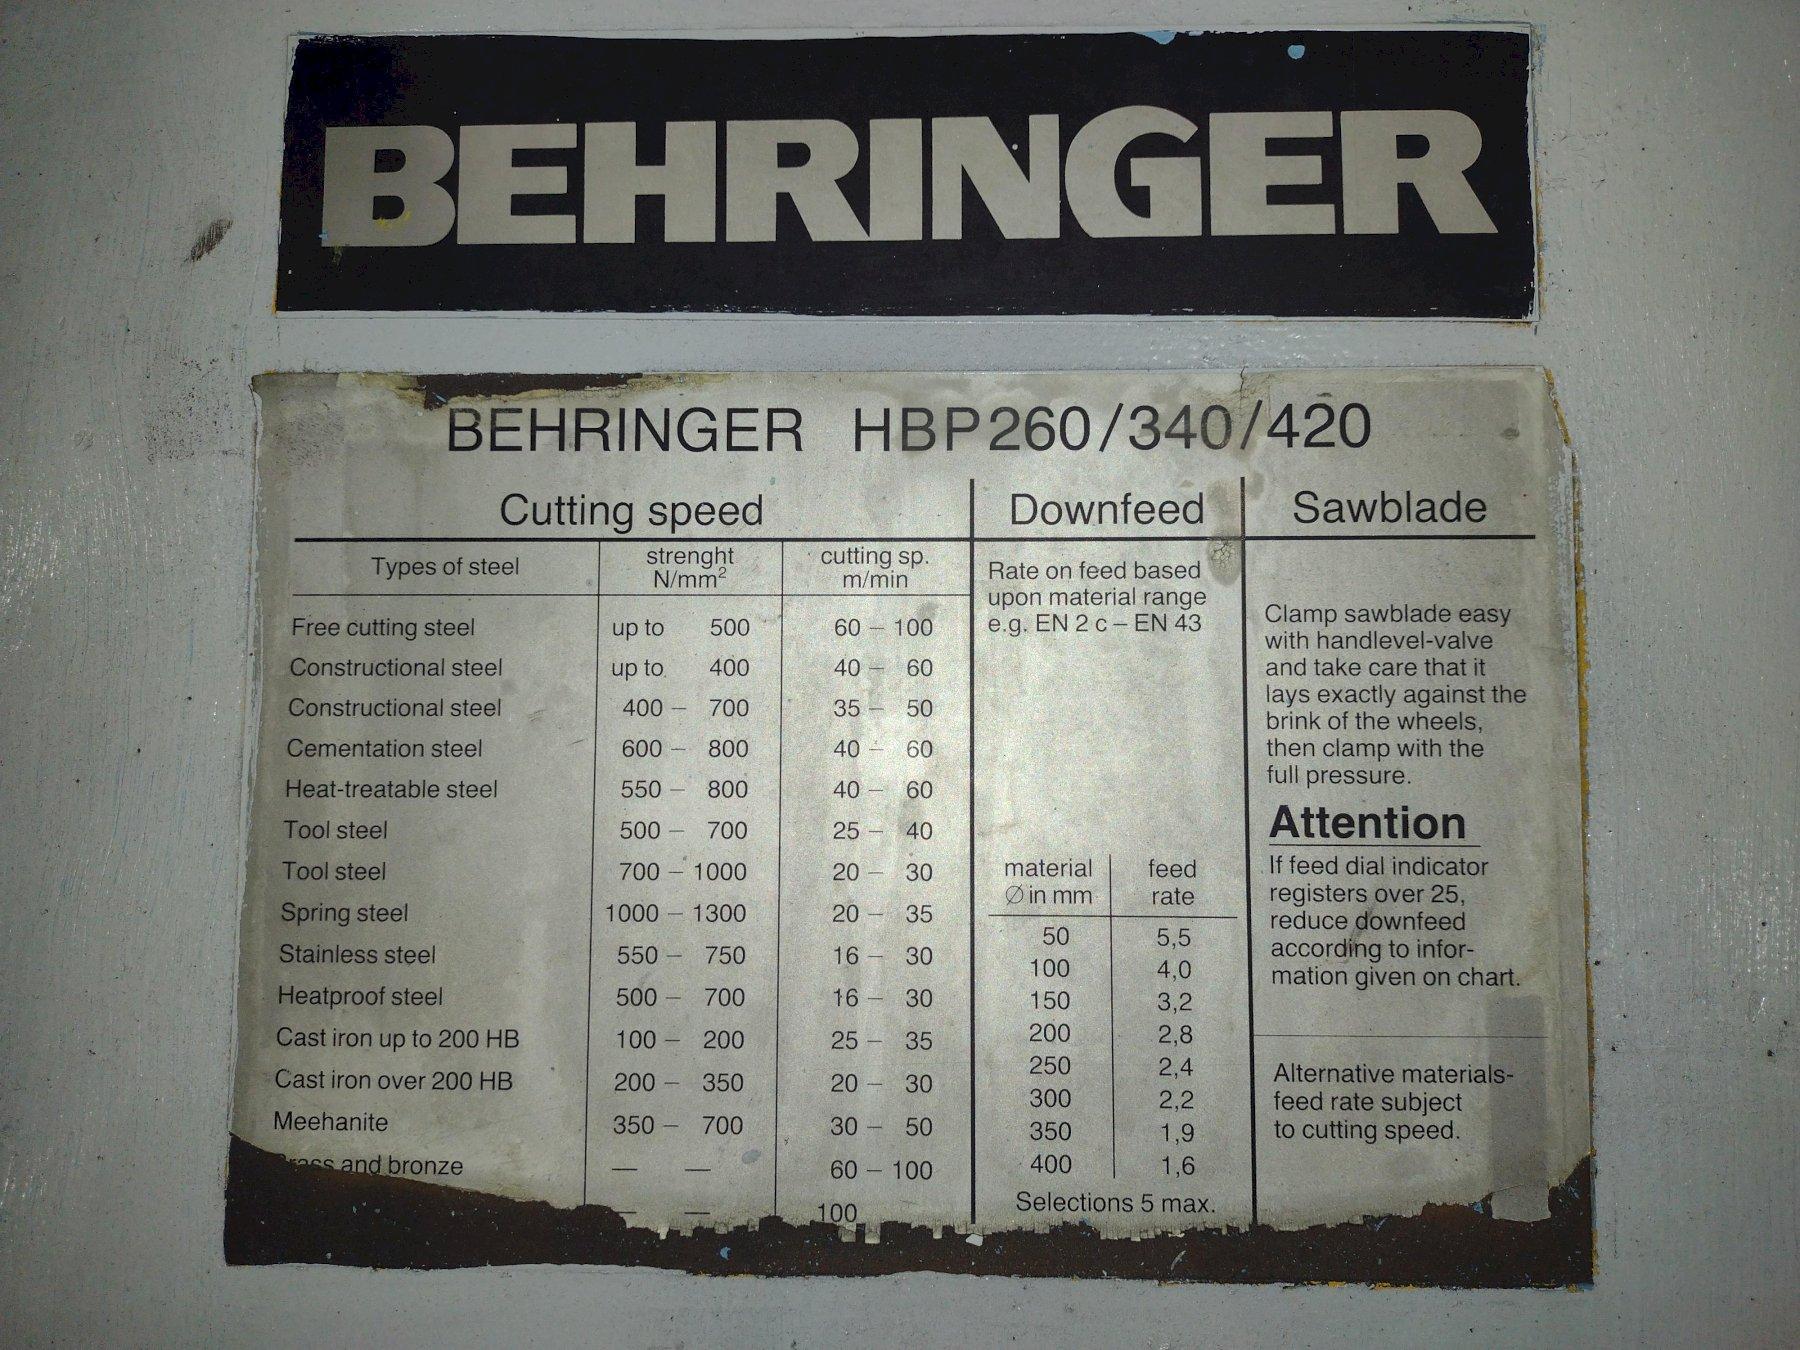 BEHRINGER
BEHRINGER HBP260/340/420
Cutting speed
Types of steel strenght N/mm² cutting sp. m/min
Free cutting steel up to 500 60 – 100
Constructional steel up to 400 40 – 60
Constructional steel 400 – 700 35 – 50
Cementation steel 600 – 800 40 – 60
Heat-treatable steel 550 – 800 40 – 60
Tool steel 500 – 700 25 – 40
Tool steel 700 – 1000 20 – 30
Spring steel 1000 – 1300 20 – 35
Stainless steel 550 – 750 16 – 30
Heatproof steel 500 – 700 16 – 30
Cast iron up to 200 HB 100 – 200 25 – 35
Cast iron over 200 HB 200 – 350 20 – 30
Meehanite 350 – 700 30 – 50
and bronze — — 60 – 100
— — 100
Downfeed
Rate on feed based
upon material range
e.g. EN 2 c – EN 43
material feed
Ø in mm rate
50 5,5
100 4,0
150 3,2
200 2,8
250 2,4
300 2,2
350 1,9
400 1,6
Selections 5 max.
Sawblade
Clamp sawblade easy
with handlevel-valve
and take care that it
lays exactly against the
brink of the wheels,
then clamp with the
full pressure.
Attention
If feed dial indicator
registers over 25,
reduce downfeed
according to infor-
mation given on chart.
Alternative materials-
feed rate subject
to cutting speed.